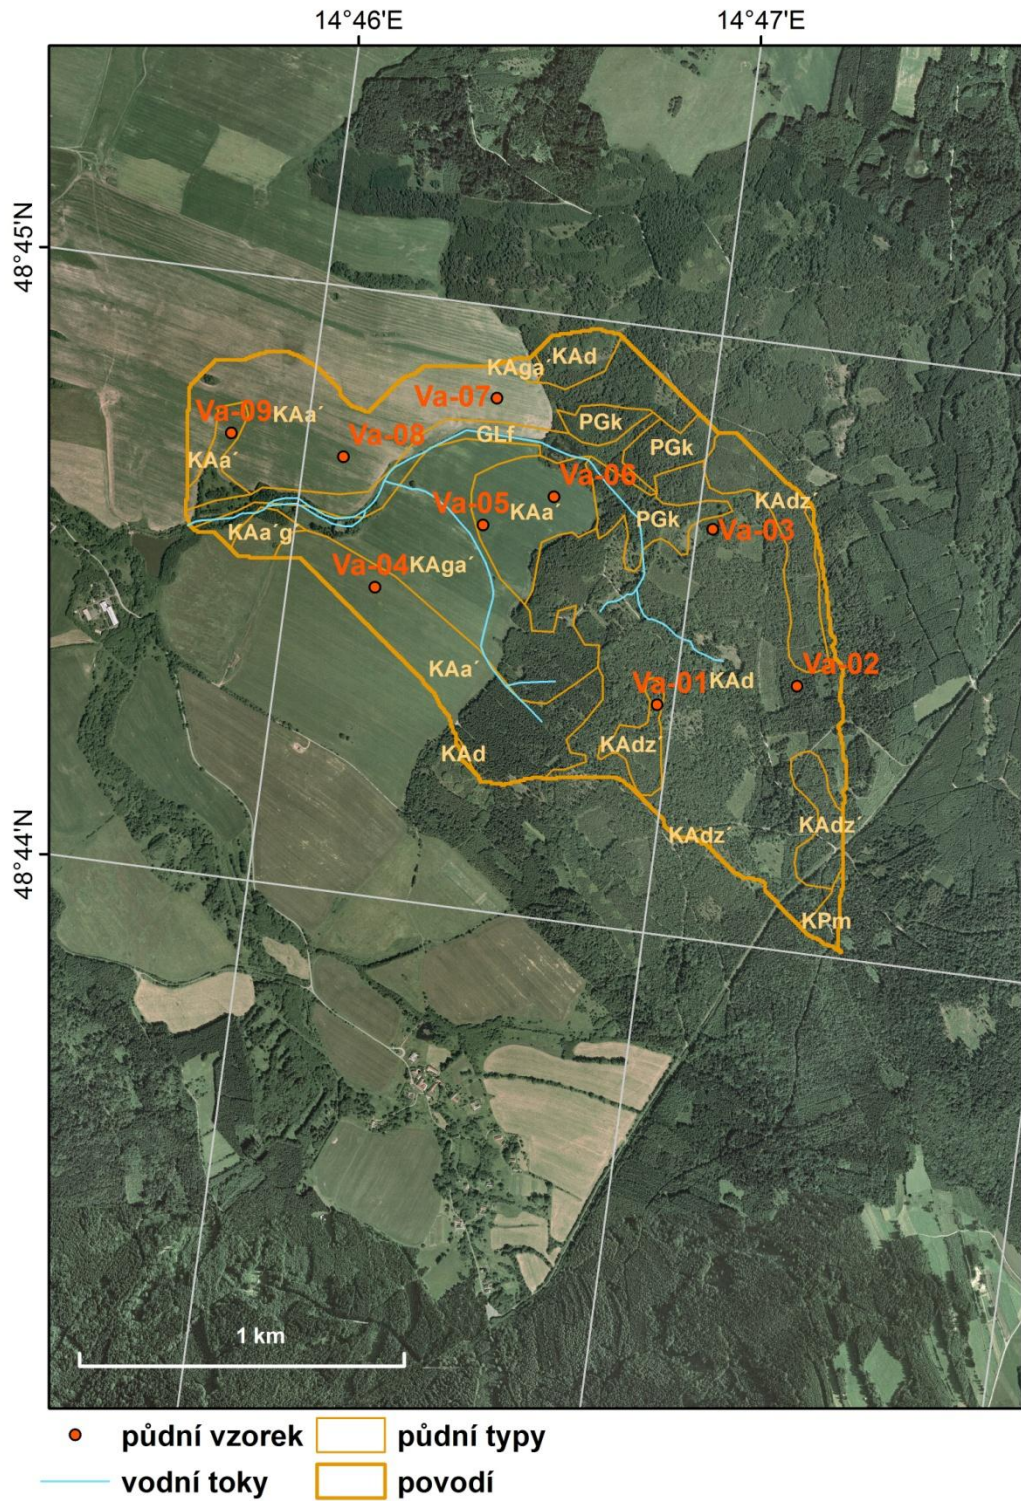 14°46'E
14°47'E
48°45'N
KAd
KAga´
Va-07
KAa´
Va-09
PGk
GLf
Va-08
PGk
KAa´
Va-06
KAdz´
Va-05
KAa´
PGk
Va-03
KAa´g´
KAga´
Va-04
KAa´
Va-02
KAd
Va-01
KAdz´
KAd
KAdz´
KAdz´
48°44'N
KPm
1 km
půdní vzorek
půdní typy
vodní toky
povodí